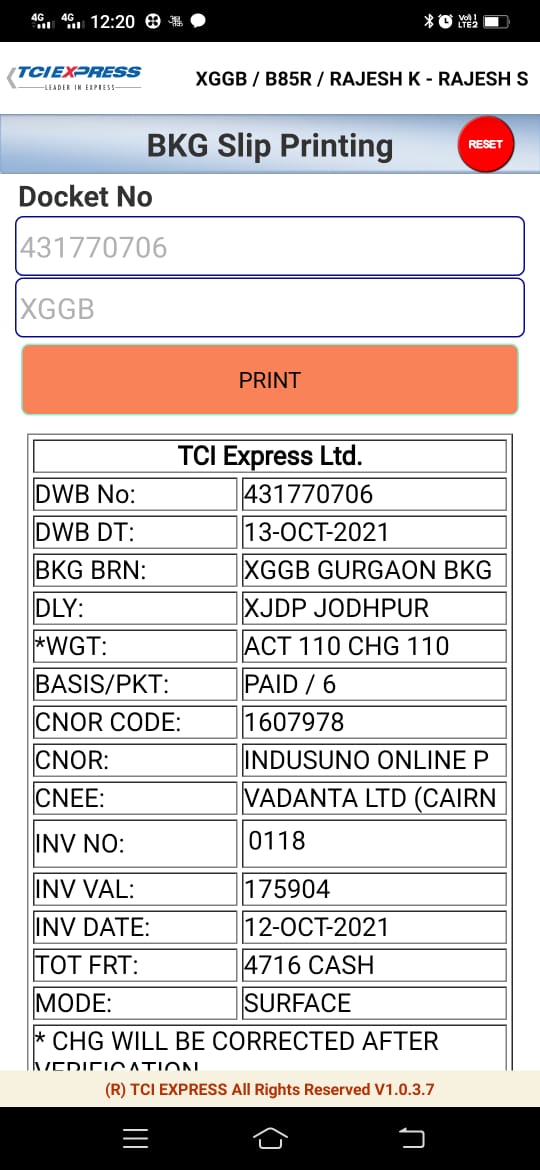 4G 4G 12:20 Vo1 1 LTE2
TCIEXPRESS
LEADER IN EXPRESS
XGGB / B85R / RAJESH K - RAJESH S
BKG Slip Printing
RESET
Docket No
431770706
XGGB
PRINT
TCI Express Ltd.
DWB No: 431770706
DWB DT: 13-OCT-2021
BKG BRN: XGGB GURGAON BKG
DLY: XJDP JODHPUR
*WGT: ACT 110 CHG 110
BASIS/PKT: PAID / 6
CNOR CODE: 1607978
CNOR: INDUSUNO ONLINE P
CNEE: VADANTA LTD (CAIRN
INV NO: 0118
INV VAL: 175904
INV DATE: 12-OCT-2021
TOT FRT: 4716 CASH
MODE: SURFACE
* CHG WILL BE CORRECTED AFTER
VERIFICATION
(R) TCI EXPRESS All Rights Reserved V1.0.3.7